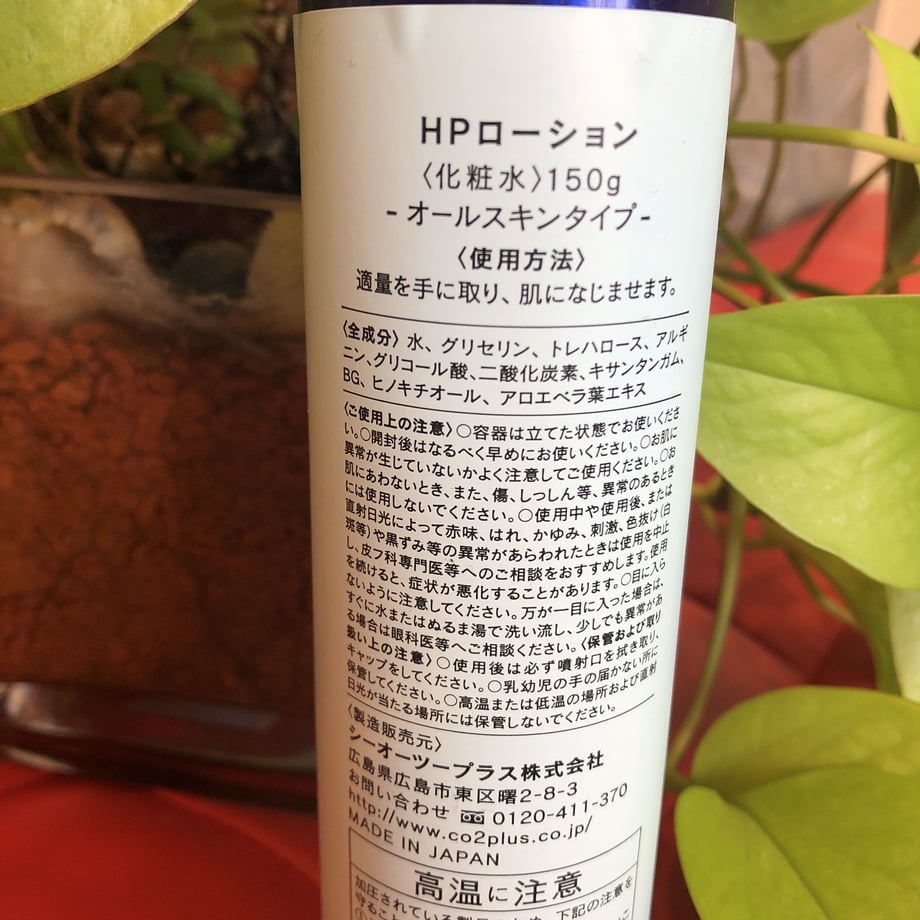 HPローション
〈化粧水〉150g
- オールスキンタイプ-
〈使用方法〉
適量を手に取り、肌になじませます。
〈全成分〉水、グリセリン、トレハロース、アルギ
ニン、グリコール酸、二酸化炭素、キサンタンガム、
BG、ヒノキチオール、アロエベラ葉エキス
〈ご使用上の注意〉○容器は立てた状態でお使いくださ
い。○開封後はなるべく早めにお使いください。○お肌に
異常が生じていないかよく注意してご使用ください。○お
肌にあわないとき、また、傷、しっしん等、異常のあるとき
には使用しないでください。○使用中や使用後、または
直射日光によって赤味、はれ、かゆみ、刺激、色抜け(白
斑等)や黒ずみ等の異常があらわれたときは使用を中止
し、皮フ科専門医等へのご相談をおすすめします。使用
を続けると、症状が悪化することがあります。○目に入ら
ないように注意してください。万が一目に入った場合は、
すぐに水またはぬるま湯で洗い流し、少しでも異常があ
る場合は眼科医等へご相談ください。〈保管および取り
扱い上の注意〉○使用後は必ず噴射口を拭き取り、
キャップをしてください。○乳幼児の手の届かない所に
保管してください。○高温または低温の場所および直射
日光が当たる場所には保管しないでください。
〈製造販売元〉
シーオーツープラス株式会社
広島県広島市東区曙2-8-3
お問い合わせ 0120-411-370
http://www.co2plus.co.jp/
MADE IN JAPAN
高温に注意
加圧されている製品のため、下記の注意を
守ること